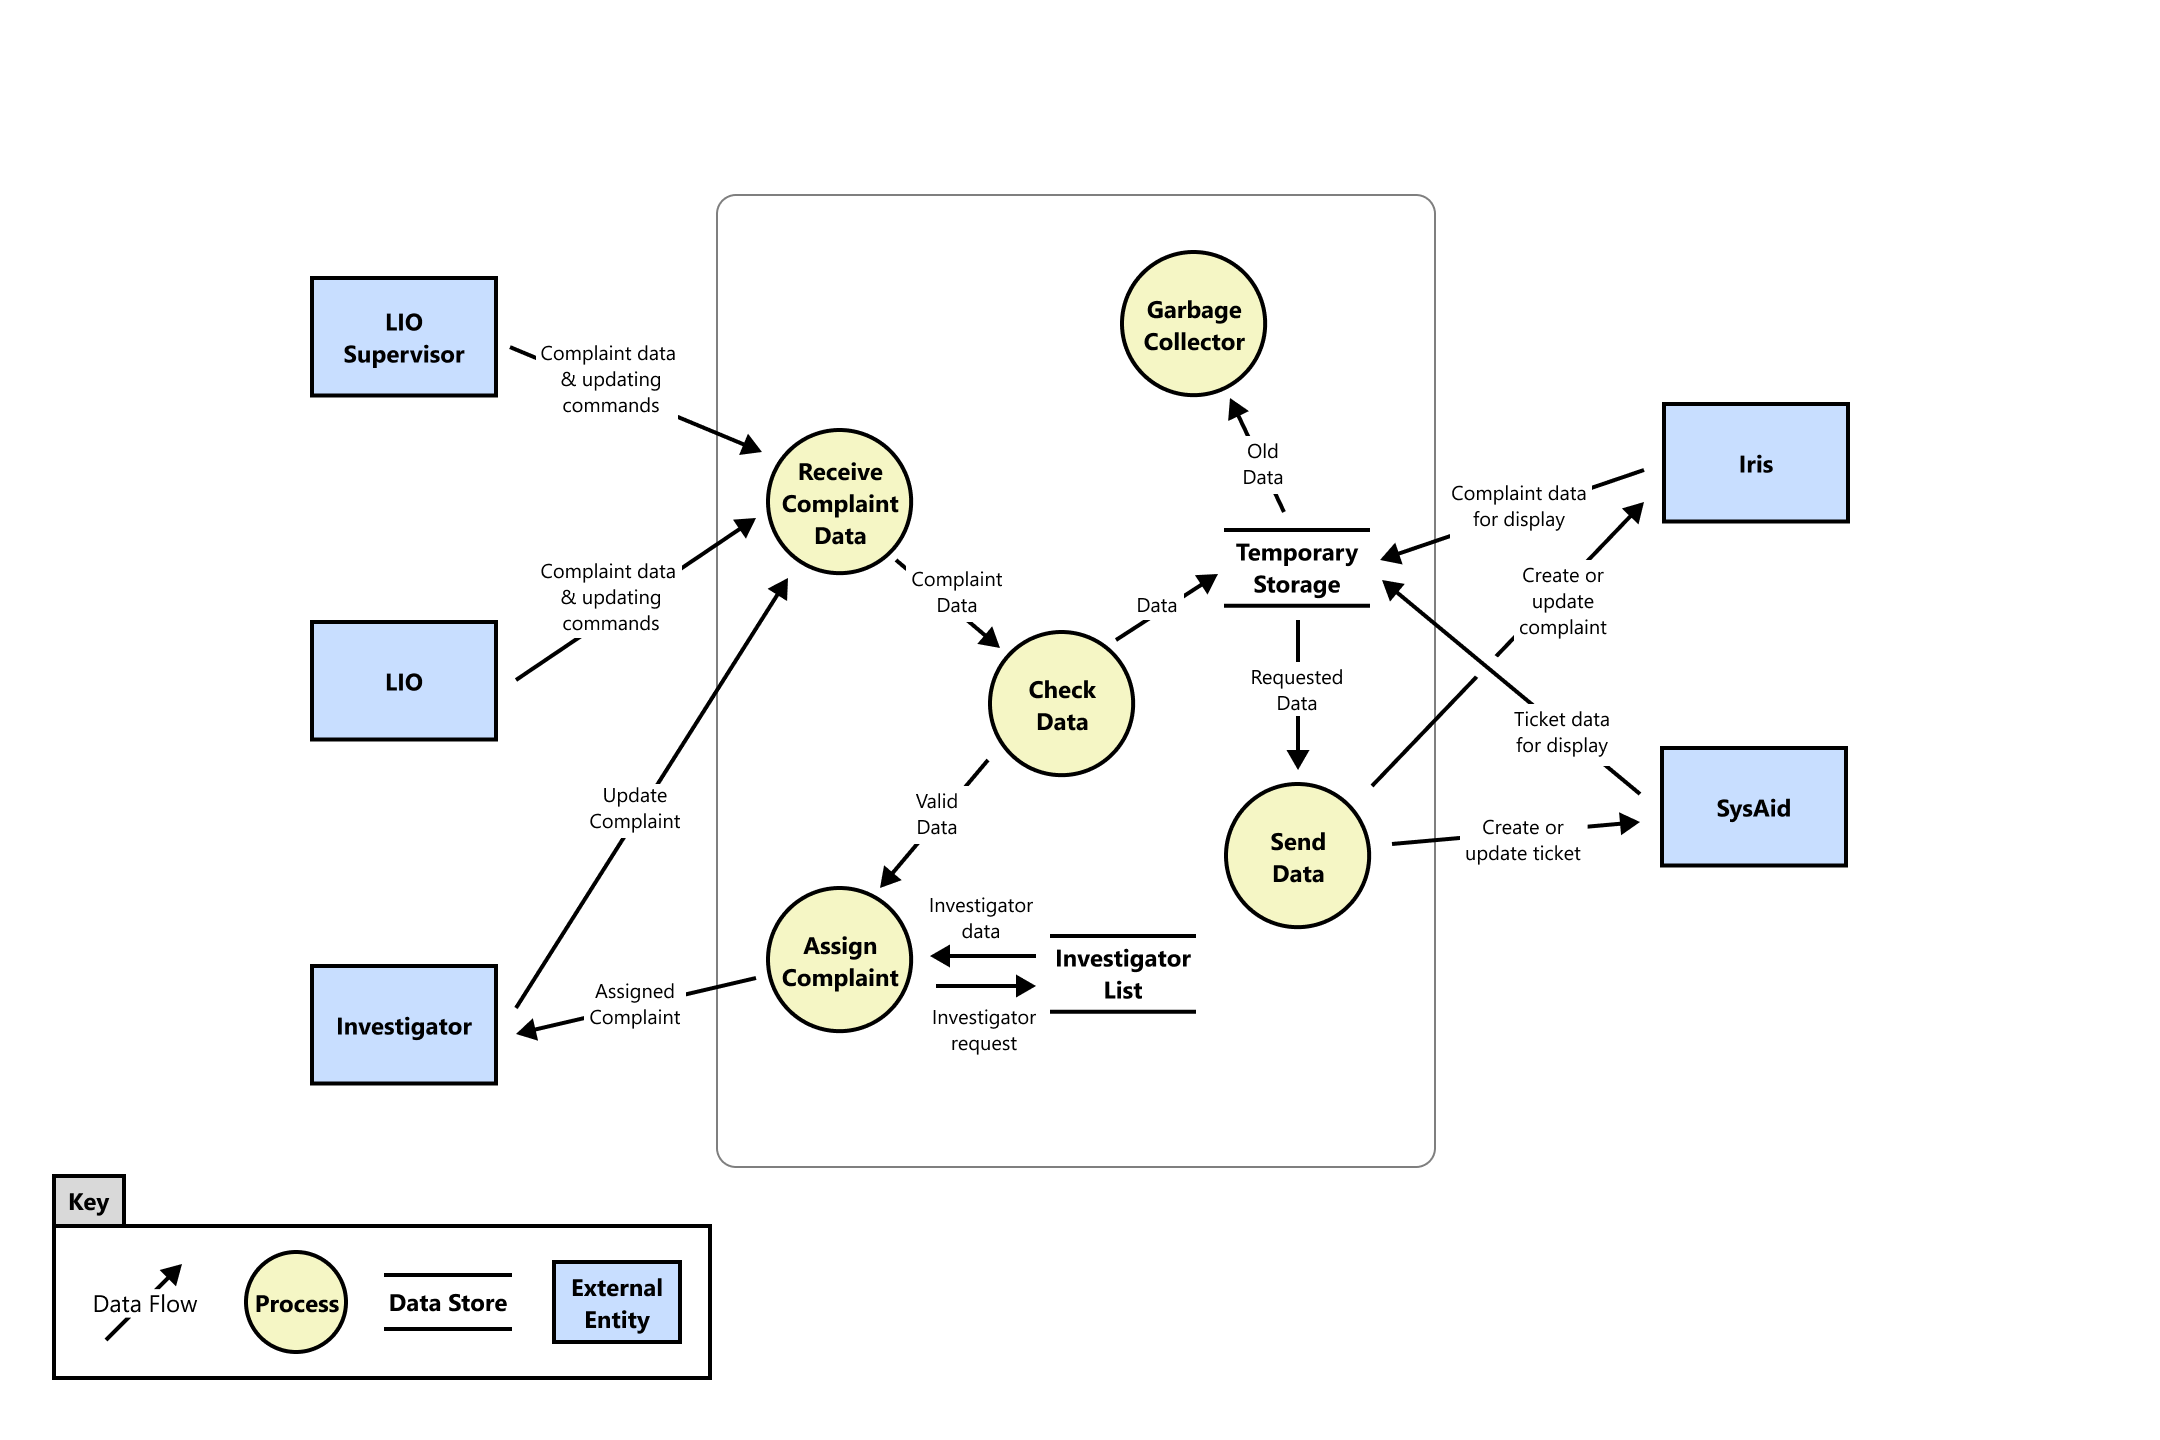 LIO
Supervisor
Complaint data
& updating
commands
Garbage
Collector
Receive
Complaint
Data
Old
Data
Iris
Complaint data
for display
Temporary
Storage
Complaint data
& updating
commands
Complaint
Data
Data
Create or
update
complaint
LIO
Check
Data
Requested
Data
Ticket data
for display
Update
Complaint
Valid
Data
Send
Data
Create or
update ticket
SysAid
Investigator
data
Assign
Complaint
Investigator
List
Assigned
Complaint
Investigator
request
Investigator
Key
Data Flow
Process
Data Store
External
Entity